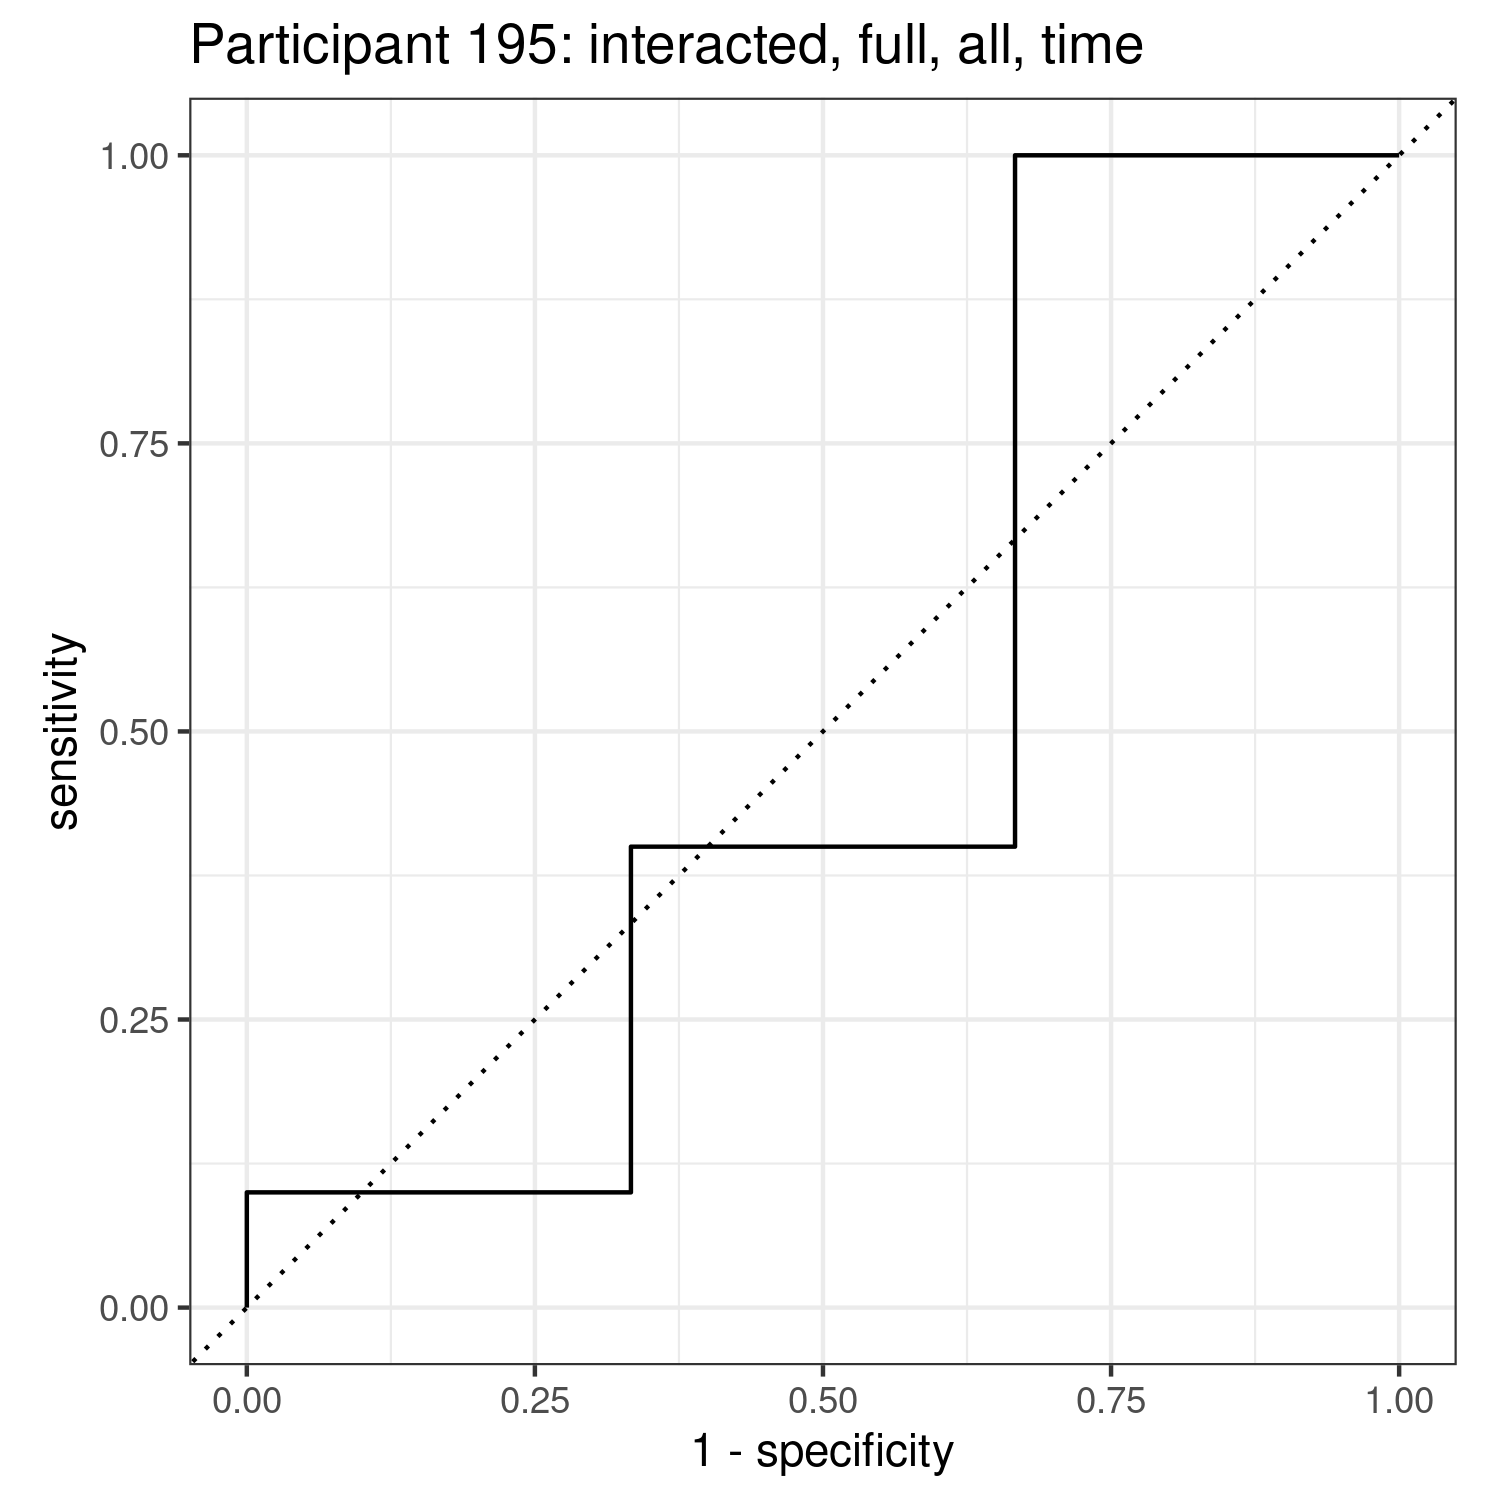 Participant 195: interacted, full, all, time
sensitivity
1.00
0.75
0.50
0.25
0.00
0.00 0.25 0.50 0.75 1.00
1 - specificity